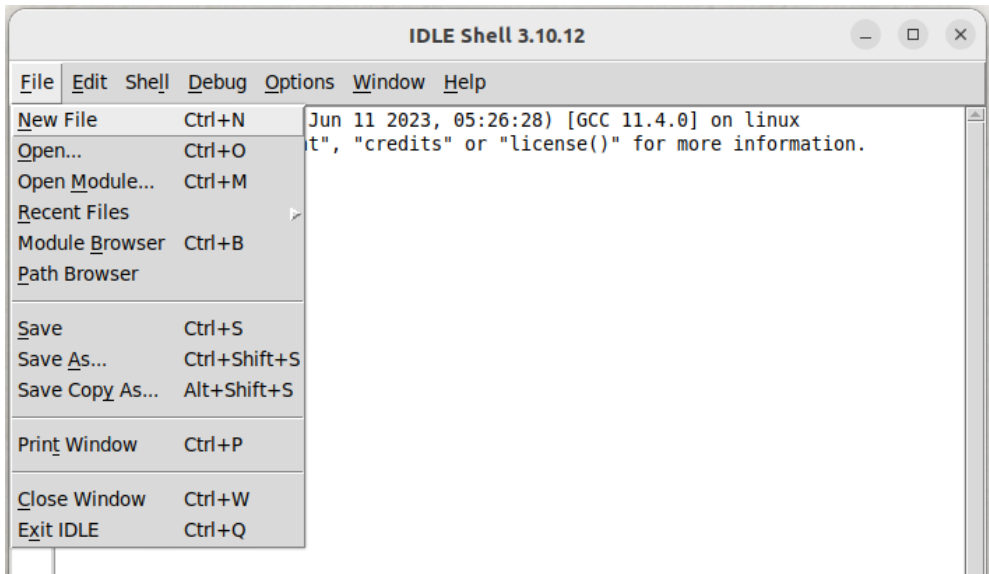 IDLE Shell 3.10.12
File Edit Shell Debug Options Window Help
New File Ctrl+N
Open... Ctrl+O
Open Module... Ctrl+M
Recent Files
Module Browser Ctrl+B
Path Browser
Save Ctrl+S
Save As... Ctrl+Shift+S
Save Copy As... Alt+Shift+S
Print Window Ctrl+P
Close Window Ctrl+W
Exit IDLE Ctrl+Q
Jun 11 2023, 05:26:28) [GCC 11.4.0] on linux
t", "credits" or "license()" for more information.